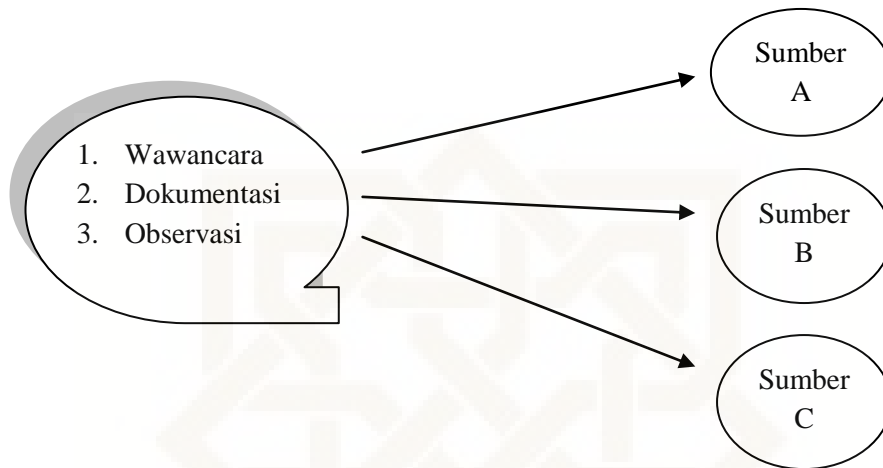 1. Wawancara
2. Dokumentasi
3. Observasi
Sumber
A
Sumber
B
Sumber
C